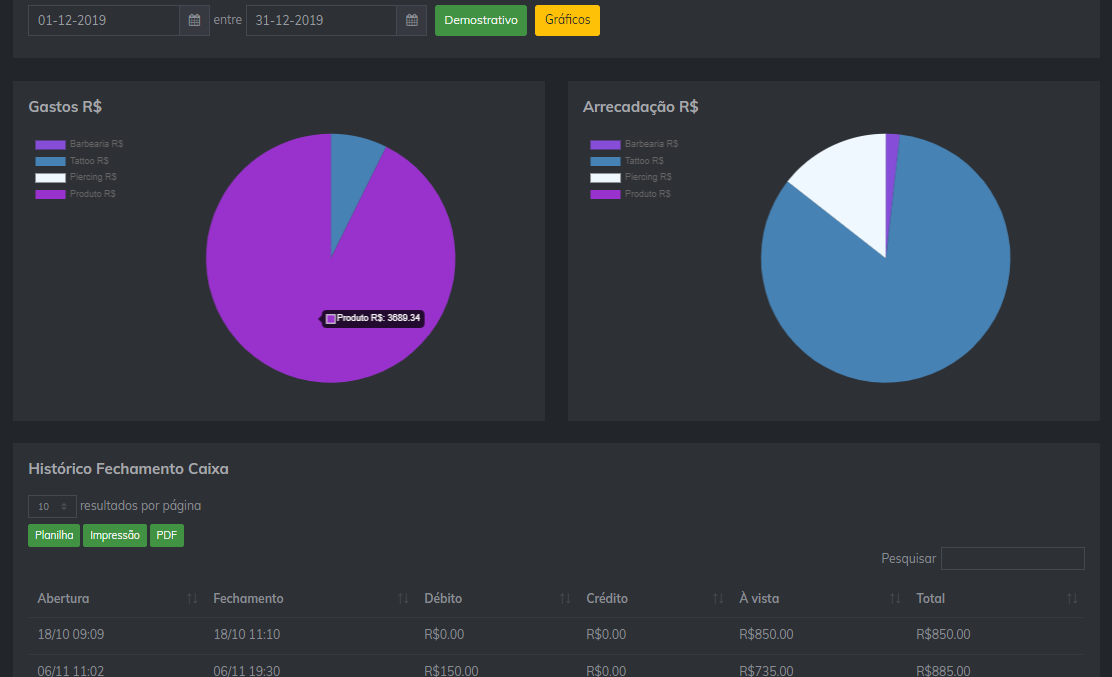 01-12-2019 entre 31-12-2019 Demostrativo Gráficos
Gastos R$
Barbearia R$
Tattoo R$
Piercing R$
Produto R$
Produto R$: 3689.34
Arrecadação R$
Barbearia R$
Tattoo R$
Piercing R$
Produto R$
Histórico Fechamento Caixa
10 resultados por página
Planilha Impressão PDF
Pesquisar
Abertura Fechamento Débito Crédito À vista Total
18/10 09:09 18/10 11:10 R$0.00 R$0.00 R$850.00 R$850.00
06/11 11:02 06/11 19:30 R$150.00 R$0.00 R$735.00 R$885.00